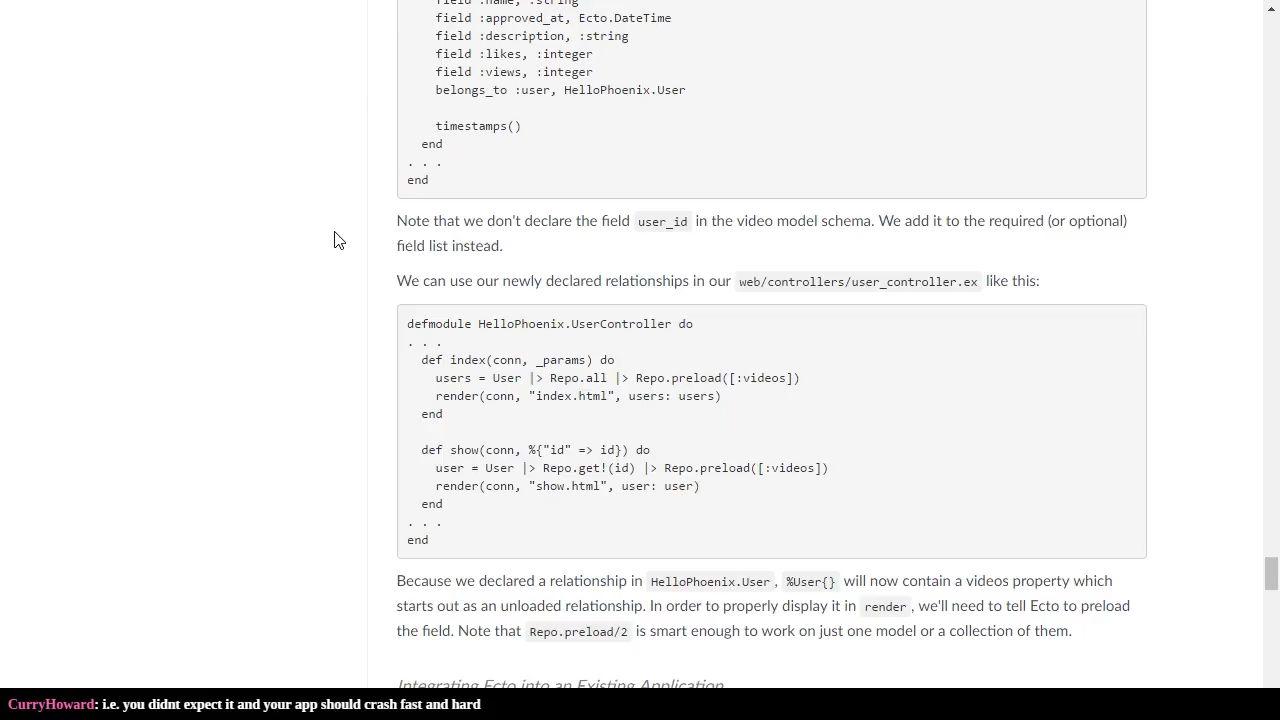 field :name, :string
field :approved_at, Ecto.DateTime
field :description, :string
field :likes, :integer
field :views, :integer
belongs_to :user, HelloPhoenix.User
timestamps()
end
. . .
end
Note that we don't declare the field user_id in the video model schema. We add it to the required (or optional)
field list instead.
We can use our newly declared relationships in our web/controllers/user_controller.ex like this:
defmodule HelloPhoenix.UserController do
. . .
def index(conn, _params) do
users = User |> Repo.all |> Repo.preload([:videos])
render(conn, "index.html", users: users)
end
def show(conn, %{"id" => id}) do
user = User |> Repo.get!(id) |> Repo.preload([:videos])
render(conn, "show.html", user: user)
end
. . .
end
Because we declared a relationship in HelloPhoenix.User, %User{} will now contain a videos property which
starts out as an unloaded relationship. In order to properly display it in render, we'll need to tell Ecto to preload
the field. Note that Repo.preload/2 is smart enough to work on just one model or a collection of them.
Integrating Ecto into an Existing Application
CurryHoward: i.e. you didnt expect it and your app should crash fast and hard